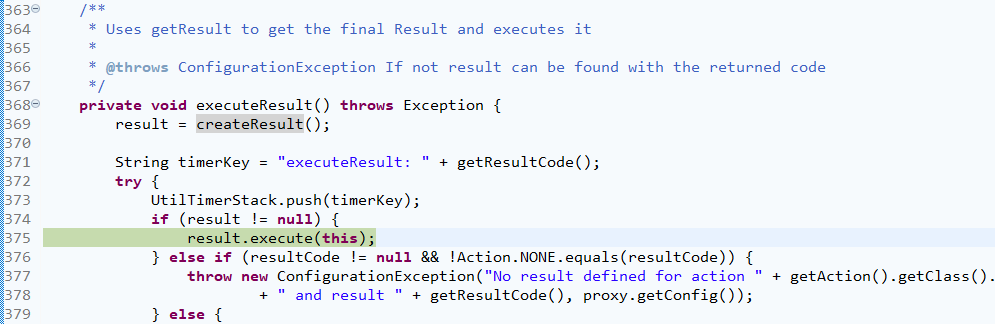 363 /**
364 * Uses getResult to get the final Result and executes it
365 *
366 * @throws ConfigurationException If not result can be found with the returned code
367 */
368 private void executeResult() throws Exception {
369 result = createResult();
370
371 String timerKey = "executeResult: " + getResultCode();
372 try {
373 UtilTimerStack.push(timerKey);
374 if (result != null) {
375 result.execute(this);
376 } else if (resultCode != null && !Action.NONE.equals(resultCode)) {
377 throw new ConfigurationException("No result defined for action " + getAction().getClass().
378 + " and result " + getResultCode(), proxy.getConfig());
379 } else {